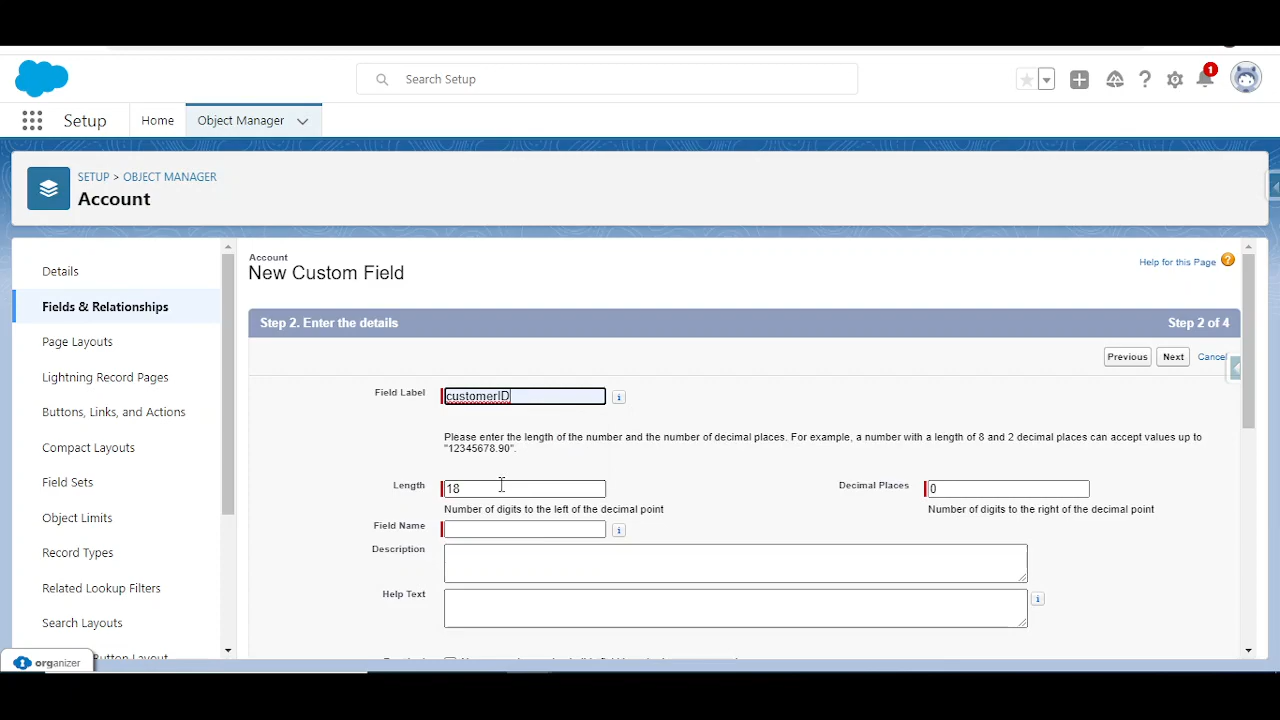 Search Setup
1
Setup
Home
Object Manager
SETUP > OBJECT MANAGER
Account
Details
Fields & Relationships
Page Layouts
Lightning Record Pages
Buttons, Links, and Actions
Compact Layouts
Field Sets
Object Limits
Record Types
Related Lookup Filters
Search Layouts
Button Layout
organizer
Account
New Custom Field
Help for this Page ?
Step 2. Enter the details
Step 2 of 4
Previous
Next
Cancel
Field Label
customerID
i
Please enter the length of the number and the number of decimal places. For example, a number with a length of 8 and 2 decimal places can accept values up to
"12345678.90".
Length
18
Decimal Places
0
Number of digits to the left of the decimal point
Number of digits to the right of the decimal point
Field Name
i
Description
Help Text
i